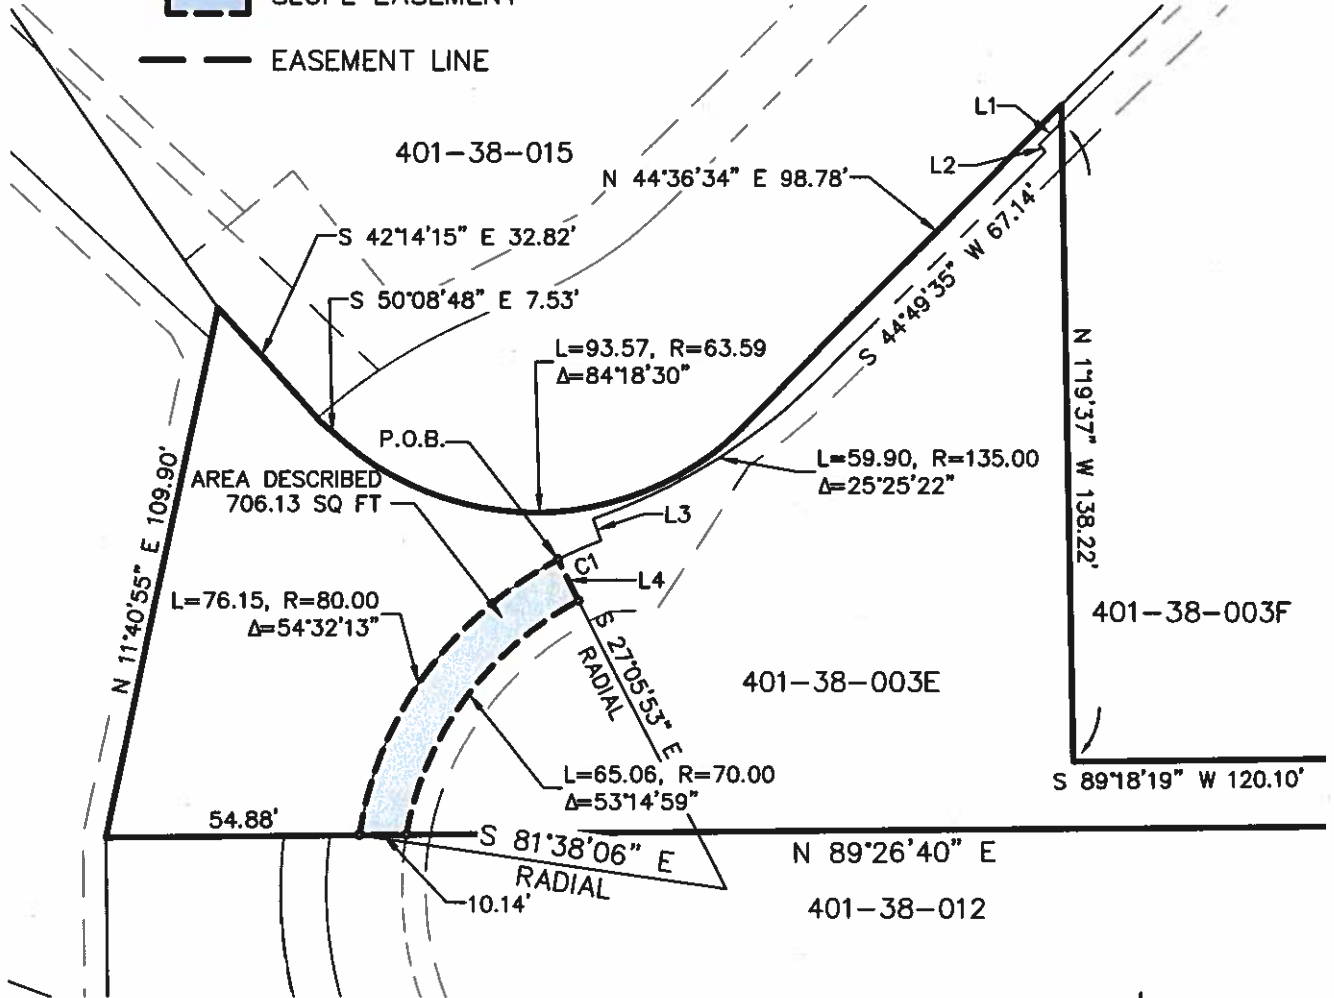 SLOPE EASEMENT
EASEMENT LINE
401-38-015
L1
L2
N 44°36'34" E 98.78'
S 42°14'15" E 32.82'
S 44°49'35" W 67.14'
S 50°08'48" E 7.53'
L=93.57, R=63.59
Δ=84°18'30"
N 1°19'37" W 138.22'
P.O.B.
L=59.90, R=135.00
Δ=25°25'22"
AREA DESCRIBED
706.13 SQ FT
N 11°40'55" E 109.90'
L3
C1
L4
L=76.15, R=80.00
Δ=54°32'13"
S 27°05'53" E
RADIAL
401-38-003F
401-38-003E
L=65.06, R=70.00
Δ=53°14'59"
S 89°18'19" W 120.10'
54.88'
S 81°38'06" E
RADIAL
N 89°26'40" E
10.14'
401-38-012